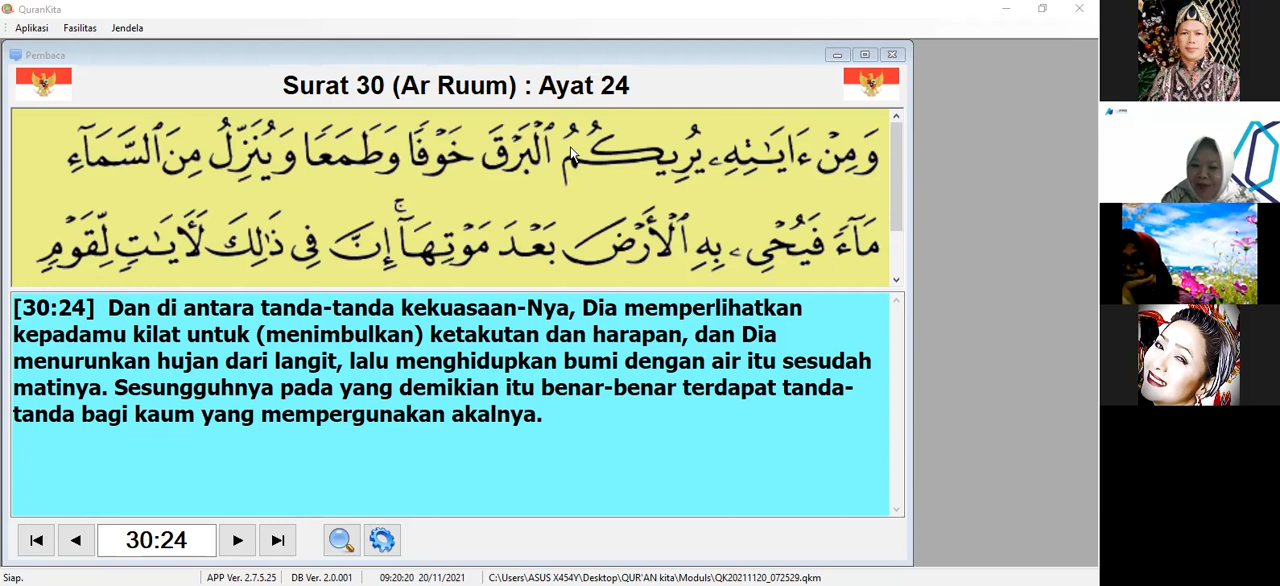 QuranKita
Aplikasi Fasilitas Jendela
Pembaca
Surat 30 (Ar Ruum) : Ayat 24
وَمِنْ ءَايَـٰتِهِۦ يُرِيكُمُ ٱلْبَرْقَ خَوْفًا وَطَمَعًا وَيُنَزِّلُ مِنَ ٱلسَّمَآءِ
مَآءً فَيُحْىِۦ بِهِ ٱلْأَرْضَ بَعْدَ مَوْتِهَآ ۚ إِنَّ فِى ذَٰلِكَ لَـَٔايَـٰتٍ لِّقَوْمٍ
[30:24] Dan di antara tanda-tanda kekuasaan-Nya, Dia memperlihatkan
kepadamu kilat untuk (menimbulkan) ketakutan dan harapan, dan Dia
menurunkan hujan dari langit, lalu menghidupkan bumi dengan air itu sesudah
matinya. Sesungguhnya pada yang demikian itu benar-benar terdapat tanda-
tanda bagi kaum yang mempergunakan akalnya.
30:24
Siap. APP Ver. 2.7.5.25 DB Ver. 2.0.001 09:20:20 20/11/2021 C:\Users\ASUS X454Y\Desktop\QUR'AN kita\Moduls\QK20211120_072529.qkm